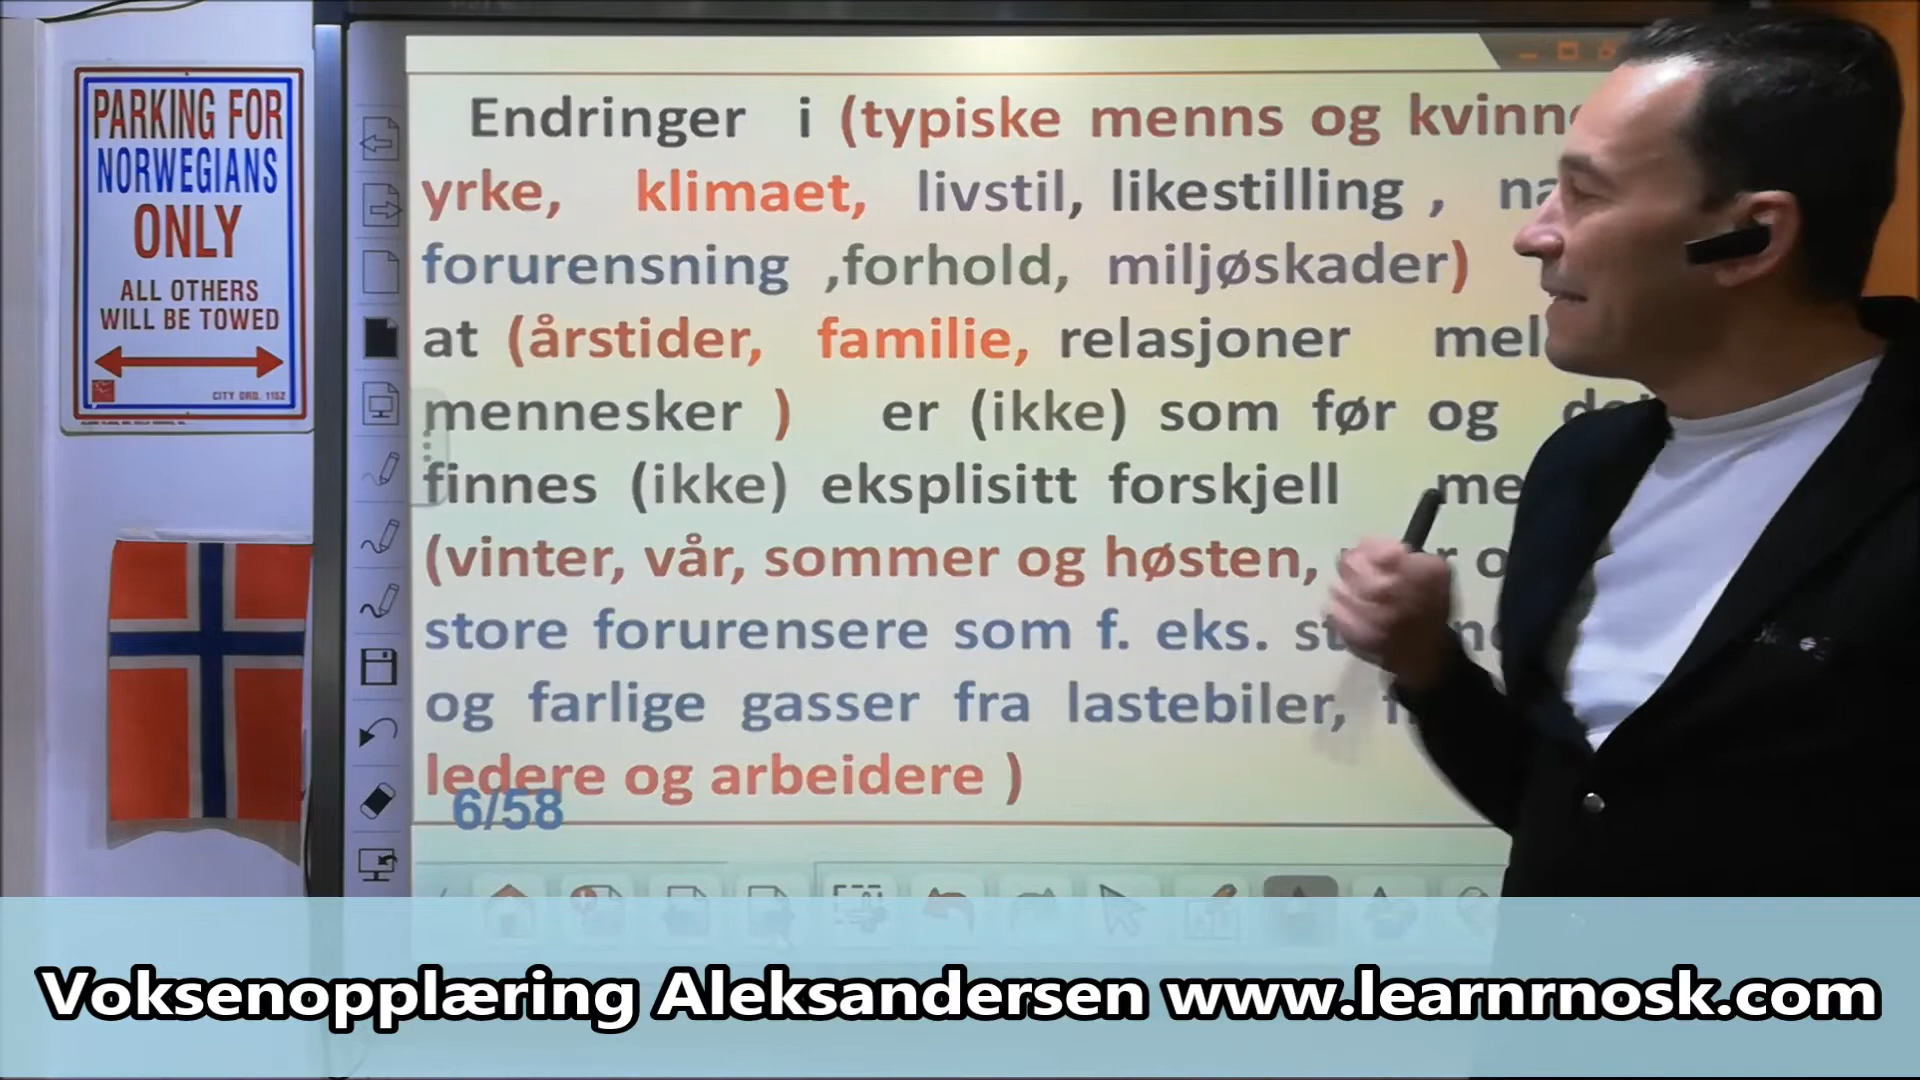 PARKING FOR
NORWEGIANS
ONLY
ALL OTHERS
WILL BE TOWED
CITY ORD. 1152
Endringer i (typiske menns og
yrke, klimaet, livstil, likestilling ,
forurensning ,forhold, miljøskader)
at (årstider, familie, relasjoner
mennesker ) er (ikke) som før og
finnes (ikke) eksplisitt forskjell
(vinter, vår, sommer og høsten,
store forurensere som f. eks.
og farlige gasser fra lastebiler,
ledere og arbeidere )
6/58
Voksenopplæring Aleksandersen www.learnrnosk.com